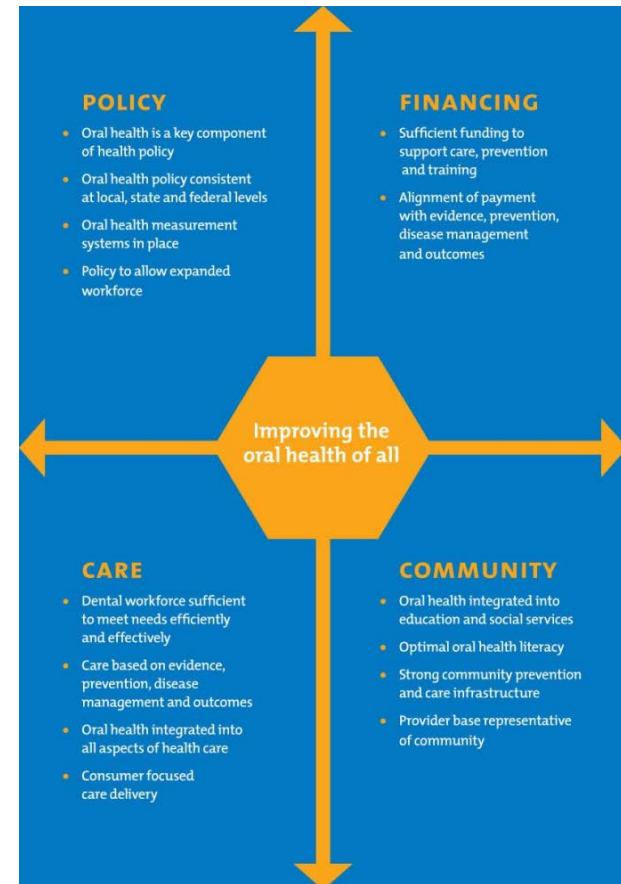 POLICY
• Oral health is a key component
of health policy
• Oral health policy consistent
at local, state and federal levels
• Oral health measurement
systems in place
• Policy to allow expanded
workforce
FINANCING
• Sufficient funding to
support care, prevention
and training
• Alignment of payment
with evidence, prevention,
disease management
and outcomes
Improving the
oral health of all
CARE
• Dental workforce sufficient
to meet needs efficiently
and effectively
• Care based on evidence,
prevention, disease
management and outcomes
• Oral health integrated into
all aspects of health care
• Consumer focused
care delivery
COMMUNITY
• Oral health integrated into
education and social services
• Optimal oral health literacy
• Strong community prevention
and care infrastructure
• Provider base representative
of community